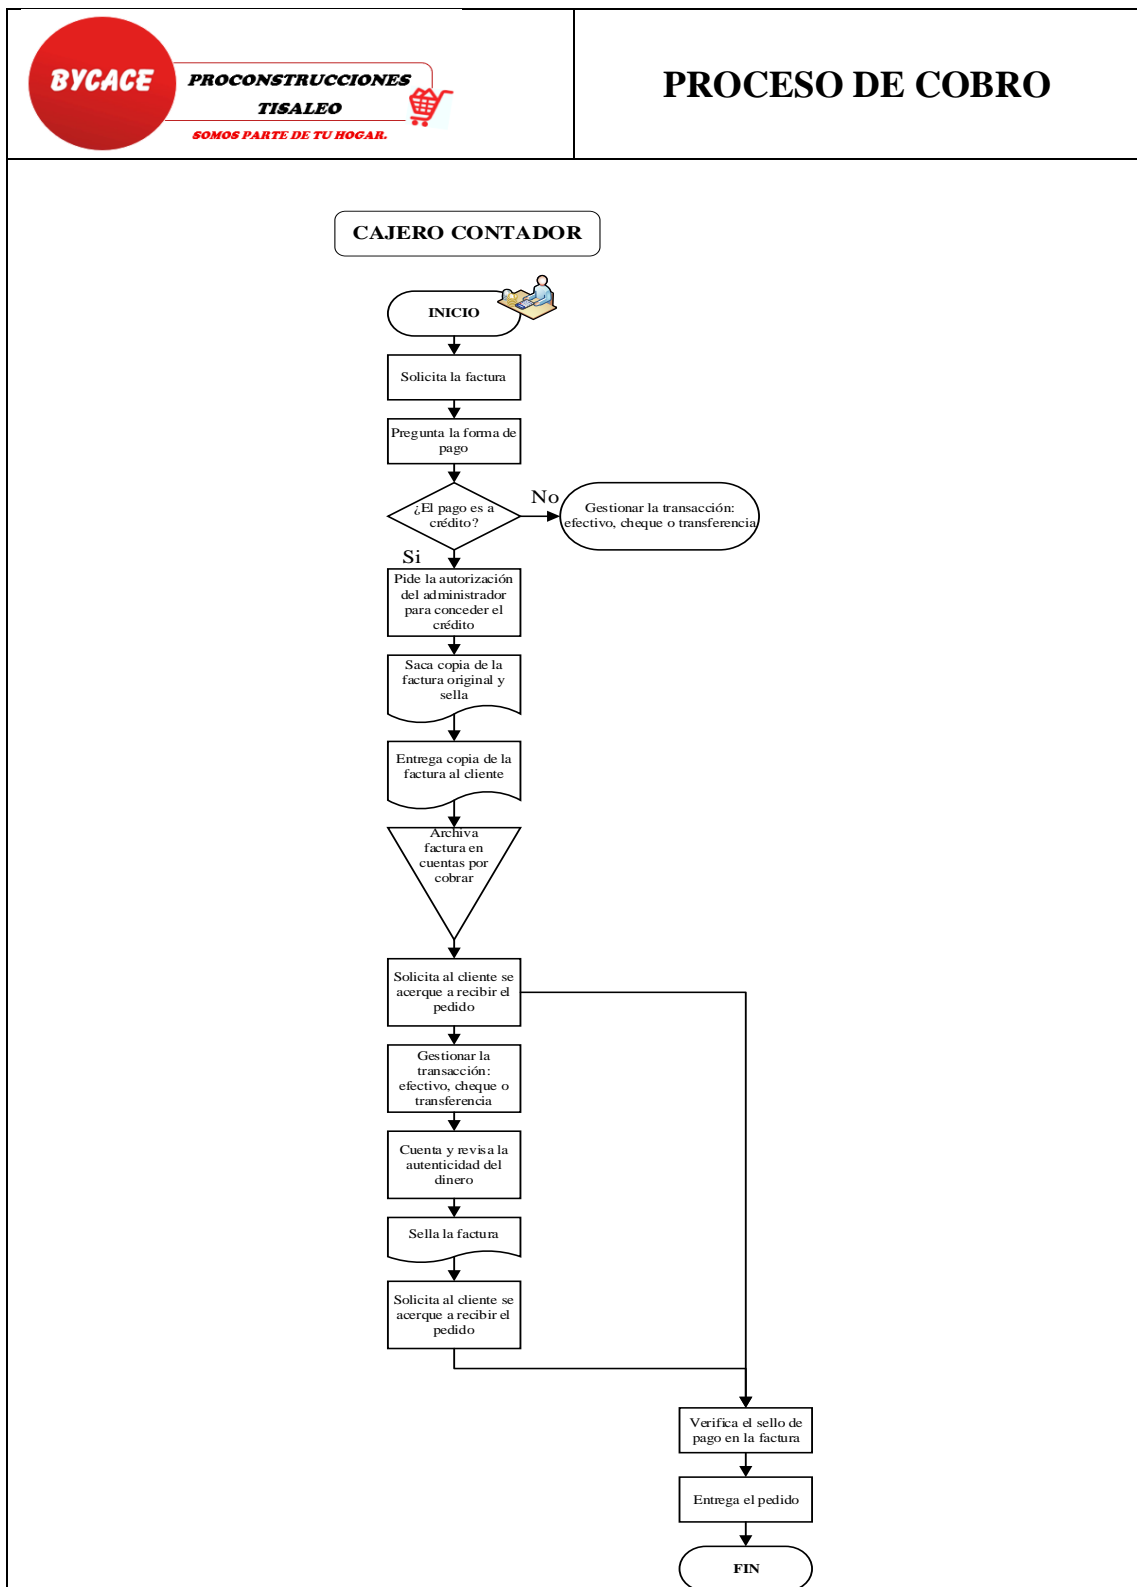 BYCACE
PROCONSTRUCCIONES
TISALEO
SOMOS PARTE DE TU HOGAR.
PROCESO DE COBRO
CAJERO CONTADOR
INICIO
Solicita la factura
Pregunta la forma de
pago
¿El pago es a
crédito?
No
Gestionar la transacción:
efectivo, cheque o transferencia
Si
Pide la autorización
del administrador
para conceder el
crédito
Saca copia de la
factura original y
sella
Entrega copia de la
factura al cliente
Archiva
factura en
cuentas por
cobrar
Solicita al cliente se
acerque a recibir el
pedido
Gestionar la
transacción:
efectivo, cheque o
transferencia
Cuenta y revisa la
autenticidad del
dinero
Sella la factura
Solicita al cliente se
acerque a recibir el
pedido
Verifica el sello de
pago en la factura
Entrega el pedido
FIN